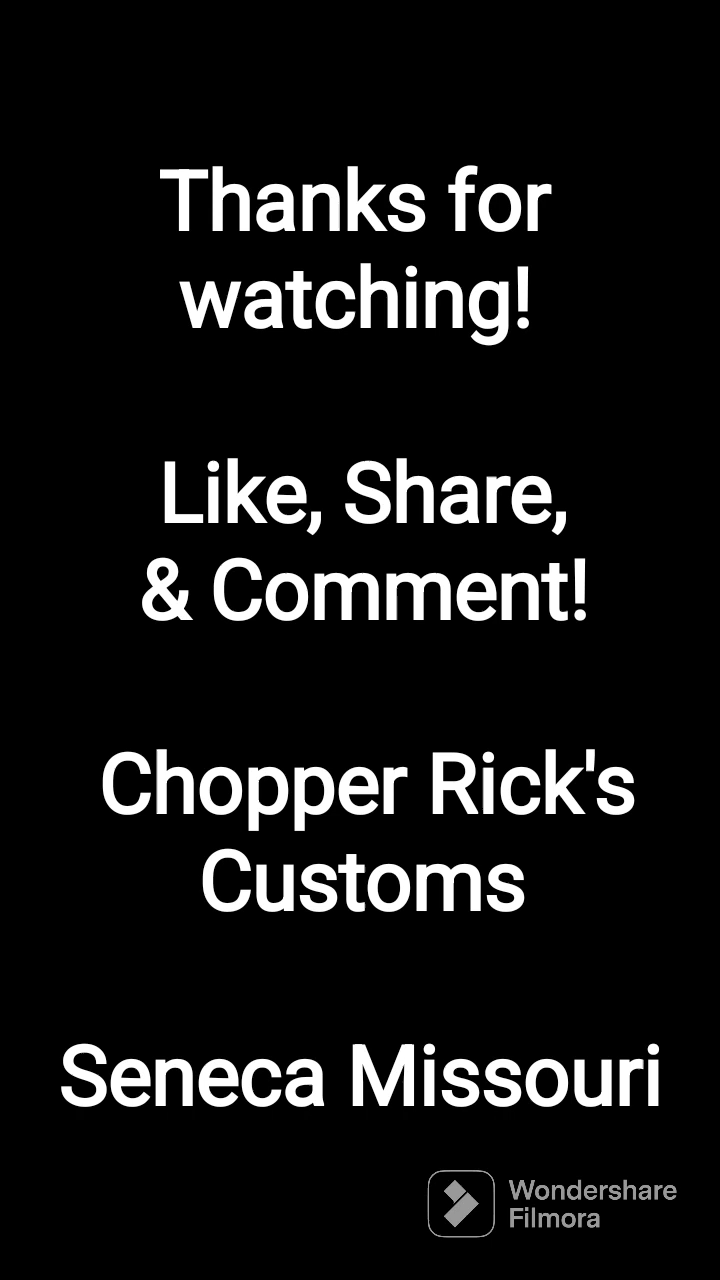 Thanks for
watching!
Like, Share,
& Comment!
Chopper Rick's
Customs
Seneca Missouri
Wondershare
Filmora